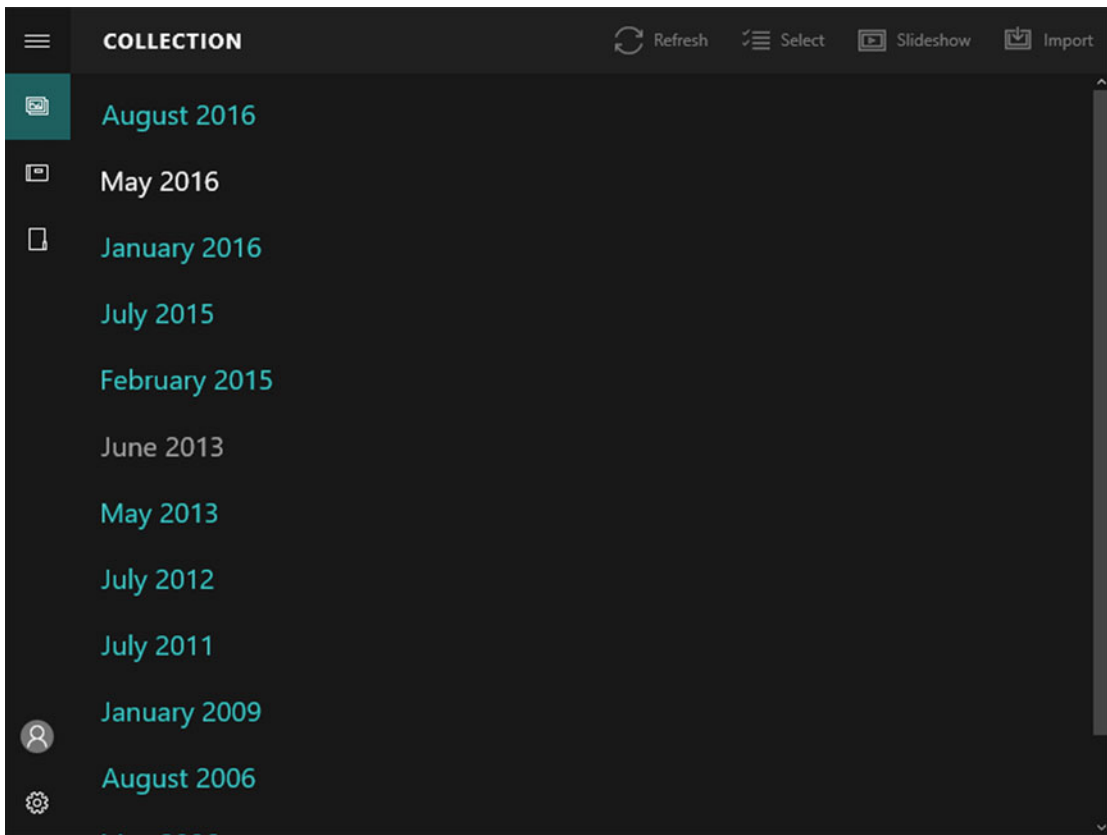 COLLECTION
Refresh
Select
Slideshow
Import
August 2016
May 2016
January 2016
July 2015
February 2015
June 2013
May 2013
July 2012
July 2011
January 2009
August 2006